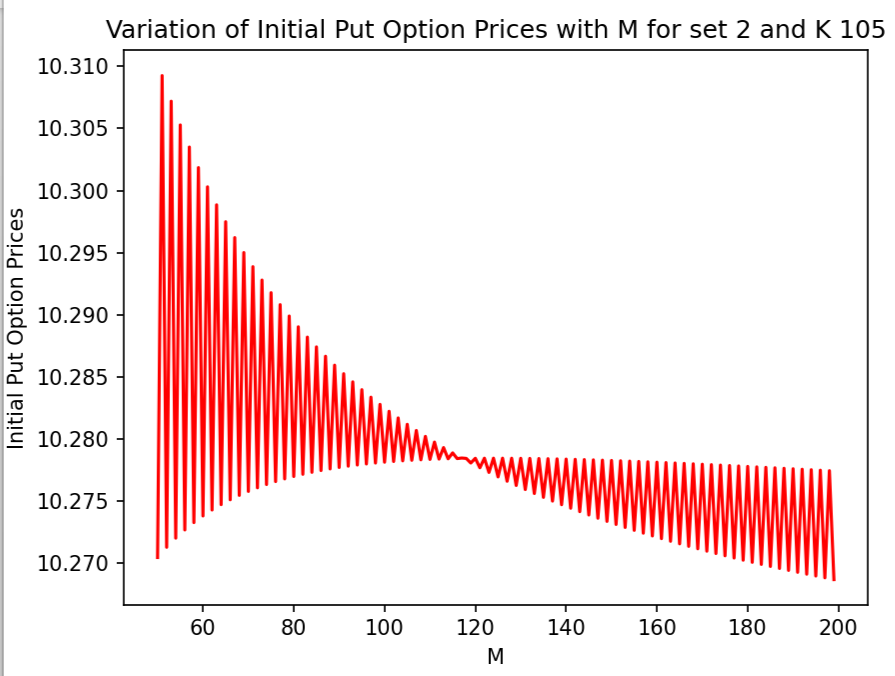 Variation of Initial Put Option Prices with M for set 2 and K 105
Initial Put Option Prices
10.310
10.305
10.300
10.295
10.290
10.285
10.280
10.275
10.270
60 80 100 120 140 160 180 200
M